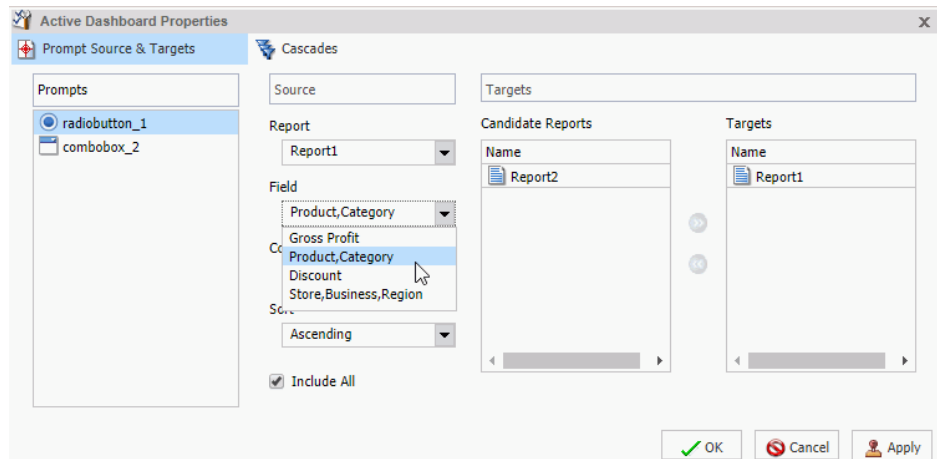 Active Dashboard Properties
x
Prompt Source & Targets
Cascades
Prompts
radiobutton_1
combobox_2
Source
Report
Report1
Field
Product,Category
Gross Profit
Product,Category
Discount
Store,Business,Region
Ascending
Include All
Targets
Candidate Reports
Name
Report2
Targets
Name
Report1
OK
Cancel
Apply